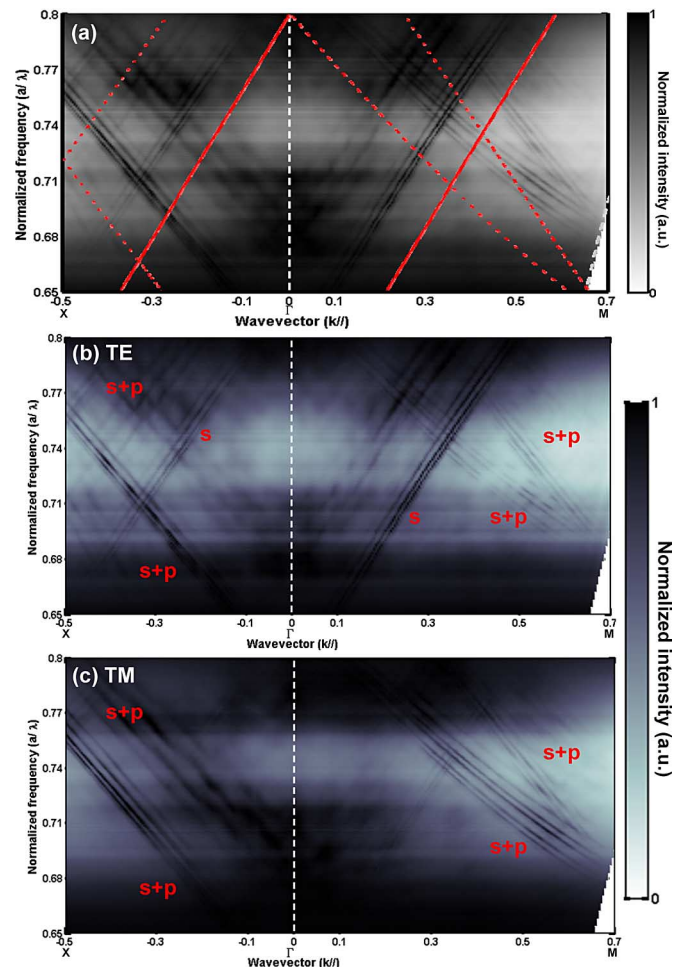 (a)
Normalized frequency (a/ λ)
0.8
0.77
0.74
0.71
0.68
0.65
-0.5
-0.3
-0.1
0
0.1
0.3
0.5
0.7
X
Γ
M
Wavevector (k//)
1
0
Normalized intensity (a.u.)
(b) TE
Normalized frequency (a/ λ)
0.8
0.77
0.74
0.71
0.68
0.65
s+p
s
s+p
s
s+p
s+p
-0.5
-0.3
-0.1
0
0.1
0.3
0.5
0.7
X
Γ
M
Wavevector (k//)
(c) TM
Normalized frequency (a/ λ)
0.8
0.77
0.74
0.71
0.68
0.65
s+p
s+p
s+p
s+p
-0.5
-0.3
-0.1
0
0.1
0.3
0.5
0.7
X
Γ
M
Wavevector (k//)
1
0
Normalized intensity (a.u.)